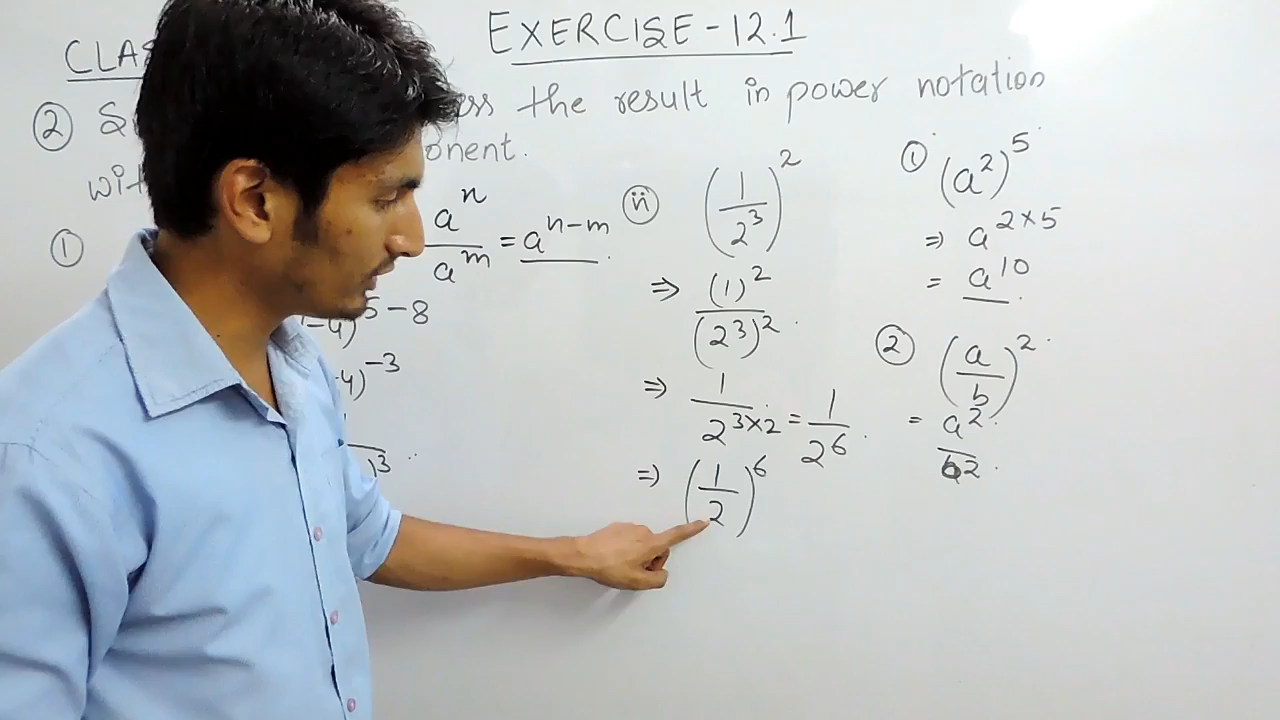 CLAS
EXERCISE - 12.1
② S ess the result in power notation
wit onent.
①
a^n / a^m = a^(n-m).
-4)^(5-8)
-4)^(-3)
)^3 ..
(ii) (1/2^3)^2
⇒ (1)^2 / (2^3)^2.
⇒ 1/2^(3×2) = 1/2^6.
⇒ (1/2)^6
① (a^2)^5
⇒ a^(2×5)
= a^10.
② (a/b)^2.
= a^2/b^2.